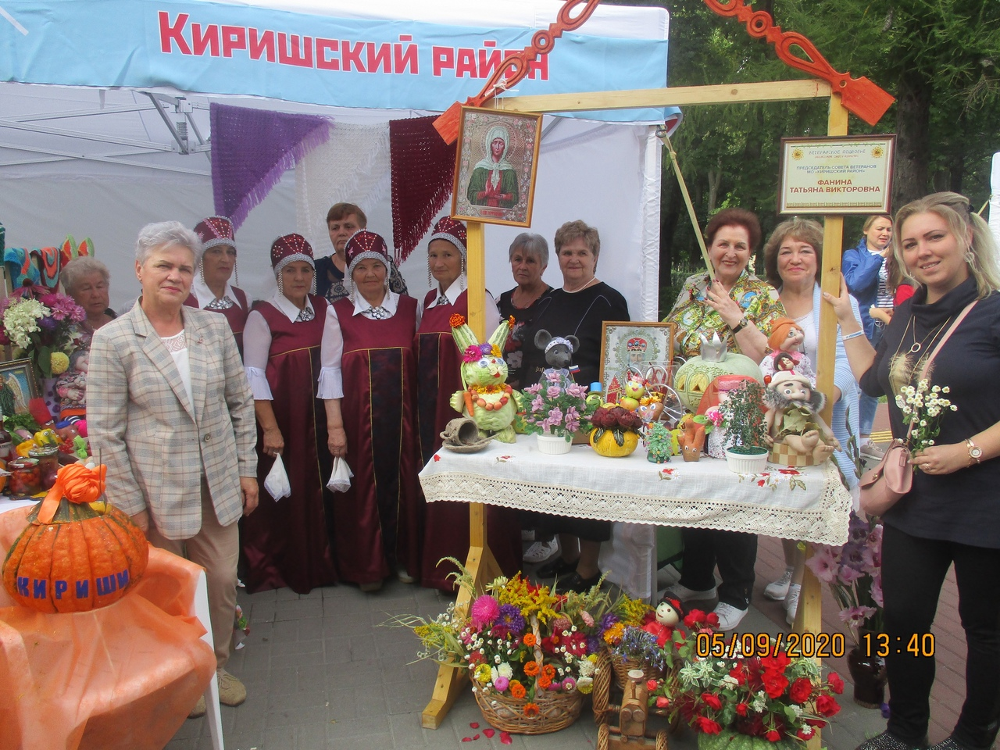 Киришский район
ВЕТЕРАНСКОЕ ПОДВОРЬЕ
ПРЕДСЕДАТЕЛЬ СОВЕТА ВЕТЕРАНОВ
МО «КИРИШСКИЙ РАЙОН»
ФАНИНА
ТАТЬЯНА ВИКТОРОВНА
КИРИШИ
05/09/2020 13:40